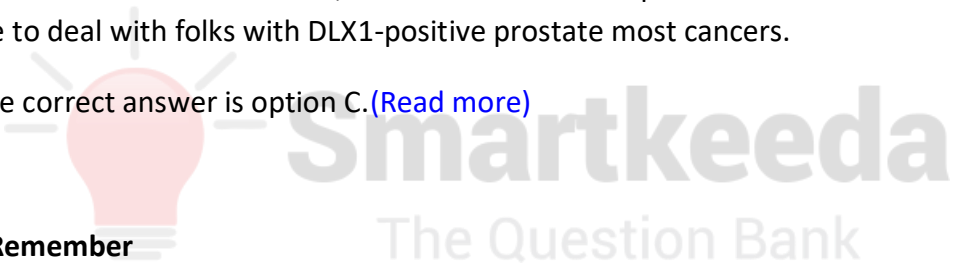 e to deal with folks with DLX1-positive prostate most cancers.
e correct answer is option C.(Read more)
Smartkeeda
The Question Bank
Remember